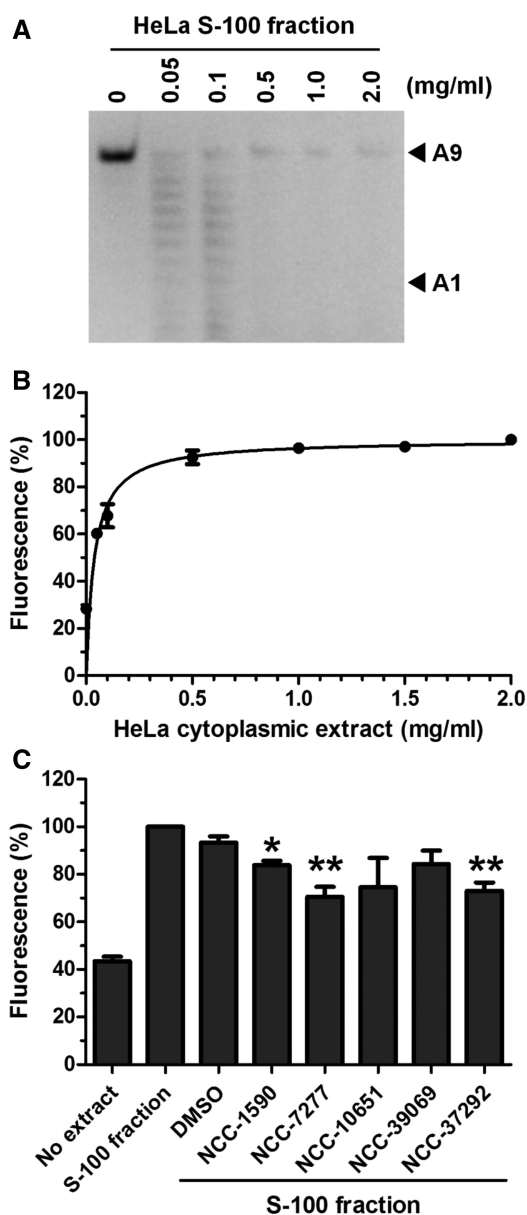 A
HeLa S-100 fraction
0 0.05 0.1 0.5 1.0 2.0 (mg/ml)
◀ A9
◀ A1
B
120
100
80
60
40
20
0
Fluorescence (%)
0.0 0.5 1.0 1.5 2.0
HeLa cytoplasmic extract (mg/ml)
C
120
100
80
60
40
20
0
Fluorescence (%)
* ** **
No extract
S-100 fraction
DMSO
NCC-1590
NCC-7277
NCC-10651
NCC-39069
NCC-37292
S-100 fraction